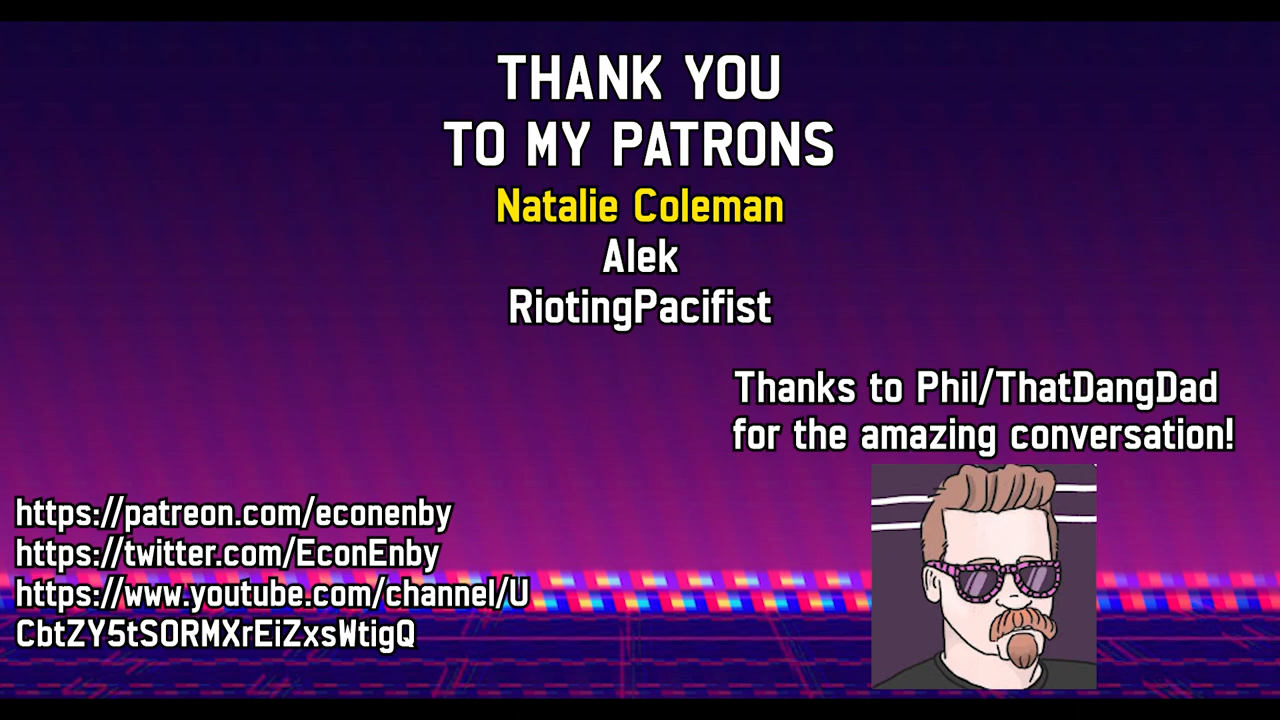 THANK YOU
TO MY PATRONS
Natalie Coleman
Alek
RiotingPacifist
Thanks to Phil/ThatDangDad
for the amazing conversation!
https://patreon.com/econenby
https://twitter.com/EconEnby
https://www.youtube.com/channel/U
CbtZY5tSORMXrEiZxsWtigQ